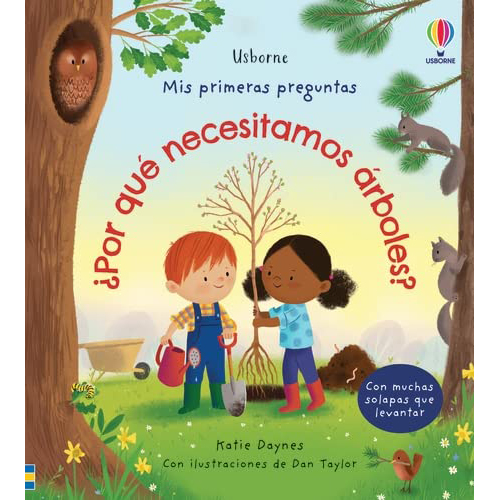 Usborne
USBORNE
Mis primeras preguntas
¿Por qué necesitamos árboles?
Con muchas
solapas que
levantar
Katie Daynes
Con ilustraciones de Dan Taylor